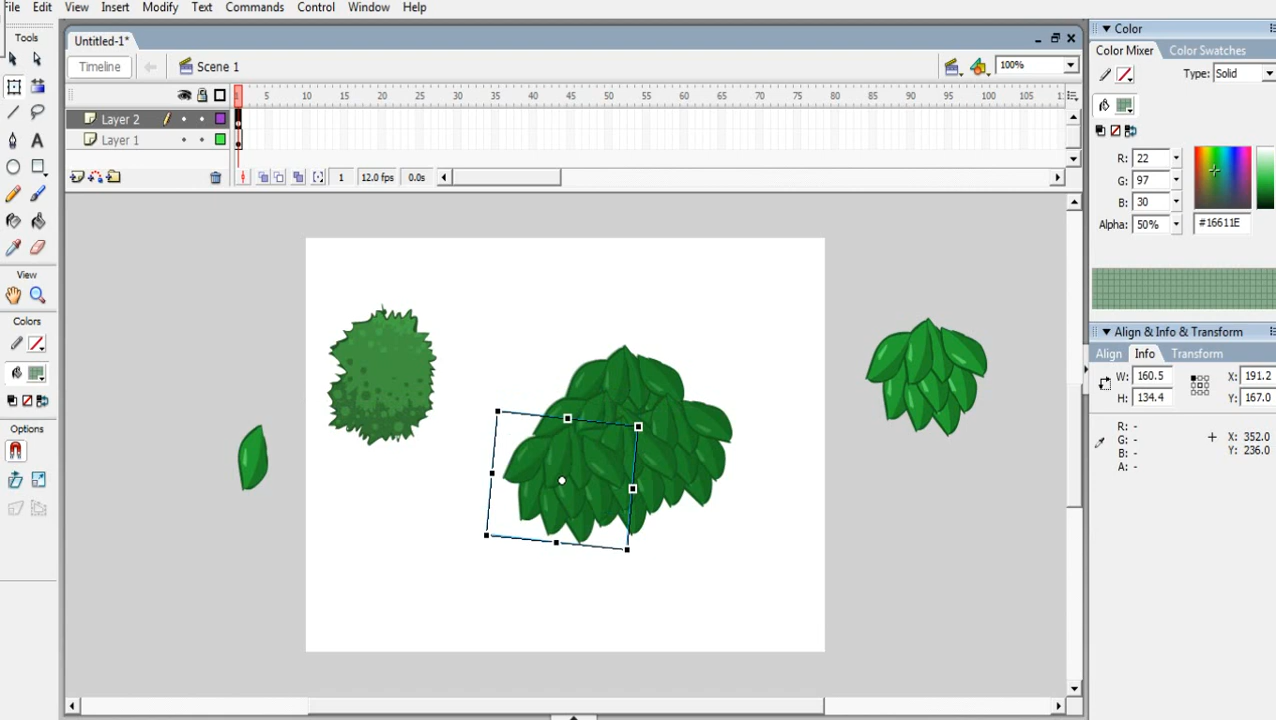 File Edit View Insert Modify Text Commands Control Window Help
Tools
View
Colors
Options
Untitled-1*
Timeline Scene 1 100%
5 10 15 20 25 30 35 40 45 50 55 60 65 70 75 80 85 90 95 100 105
Layer 2
Layer 1
1 12.0 fps 0.0s
Color
Color Mixer Color Swatches
Type: Solid
R: 22
G: 97
B: 30
Alpha: 50% #16611E
Align & Info & Transform
Align Info Transform
W: 160.5 X: 191.2
H: 134.4 Y: 167.0
R: -
G: - X: 352.0
B: - Y: 236.0
A: -